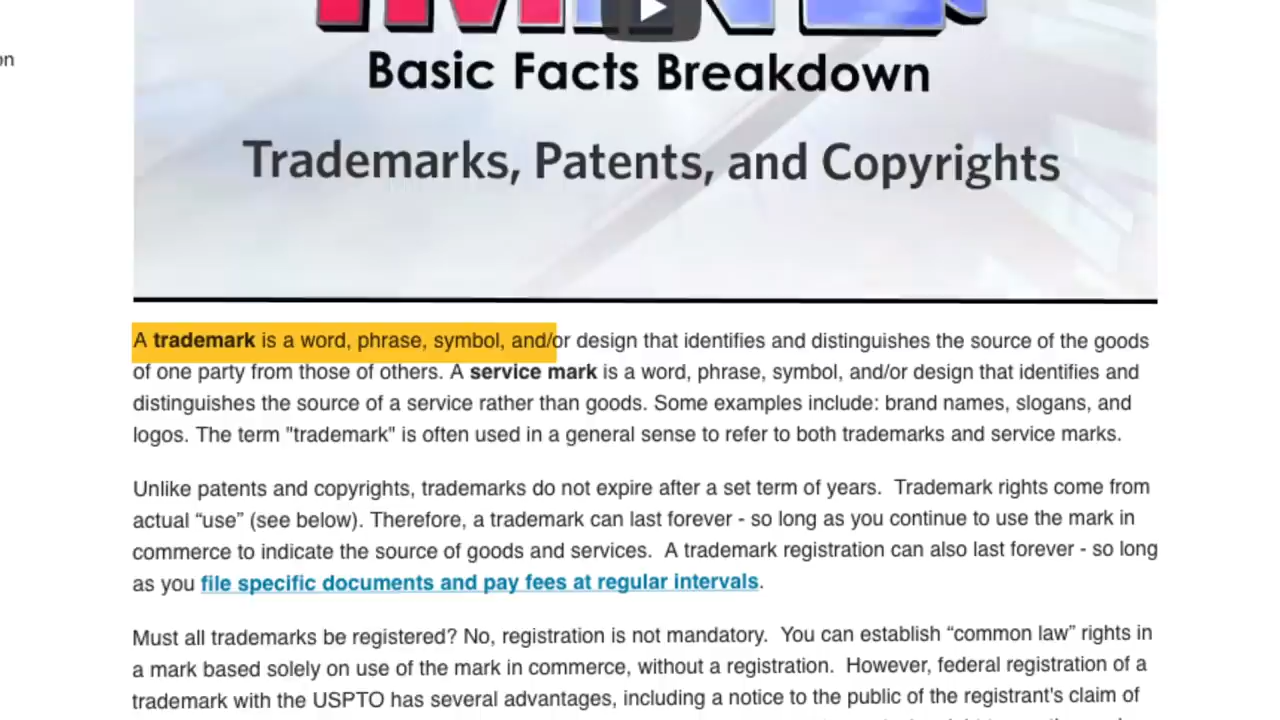 on
Basic Facts Breakdown
Trademarks, Patents, and Copyrights
A trademark is a word, phrase, symbol, and/or design that identifies and distinguishes the source of the goods
of one party from those of others. A service mark is a word, phrase, symbol, and/or design that identifies and
distinguishes the source of a service rather than goods. Some examples include: brand names, slogans, and
logos. The term "trademark" is often used in a general sense to refer to both trademarks and service marks.
Unlike patents and copyrights, trademarks do not expire after a set term of years.  Trademark rights come from
actual “use” (see below). Therefore, a trademark can last forever - so long as you continue to use the mark in
commerce to indicate the source of goods and services.  A trademark registration can also last forever - so long
as you file specific documents and pay fees at regular intervals.
Must all trademarks be registered? No, registration is not mandatory.  You can establish “common law” rights in
a mark based solely on use of the mark in commerce, without a registration.  However, federal registration of a
trademark with the USPTO has several advantages, including a notice to the public of the registrant's claim of